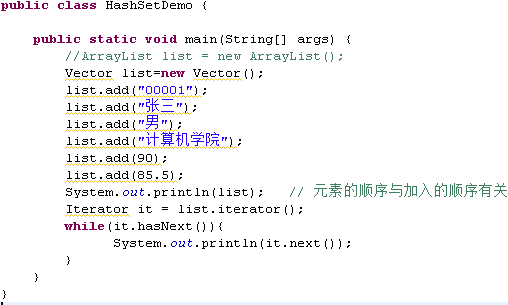 public class HashSetDemo {
public static void main(String[] args) {
//ArrayList list = new ArrayList();
Vector list=new Vector();
list.add("00001");
list.add("张三");
list.add("男");
list.add("计算机学院");
list.add(90);
list.add(85.5);
System.out.println(list);   // 元素的顺序与加入的顺序有关
Iterator it = list.iterator();
while(it.hasNext()){
System.out.println(it.next());
}
}
}